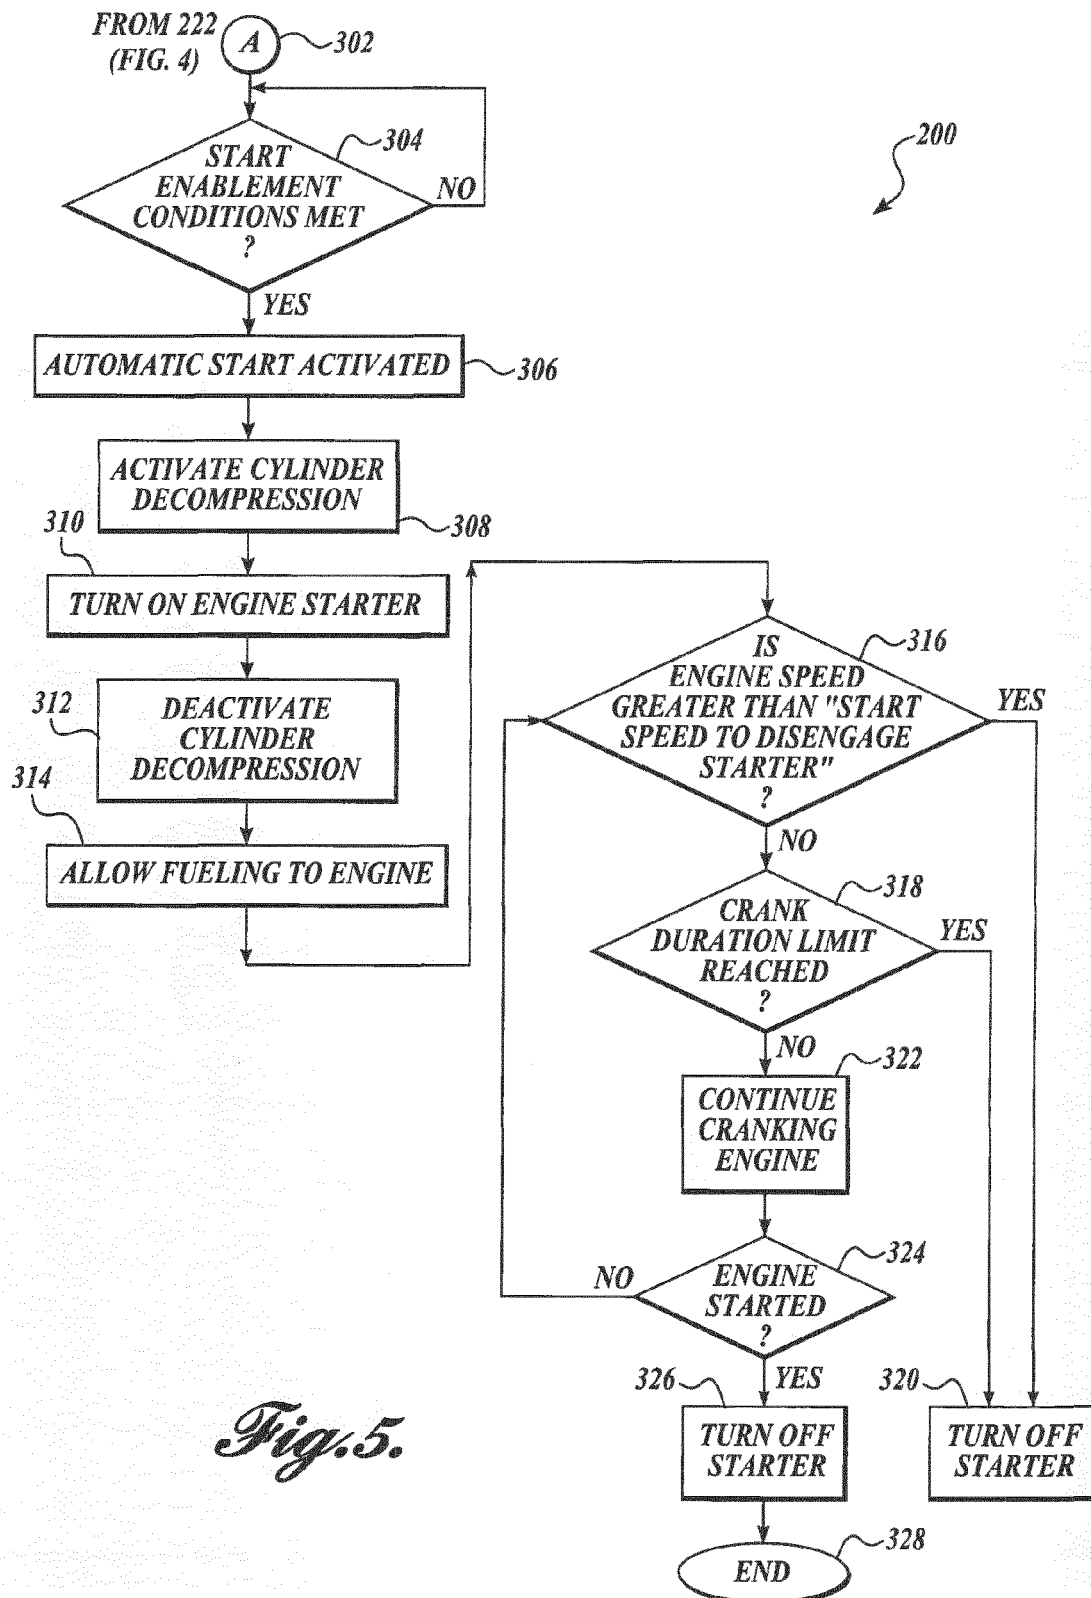 FROM 222
(FIG. 4)
A
302
304
START
ENABLEMENT
CONDITIONS MET
?
NO
YES
200
AUTOMATIC START ACTIVATED
306
ACTIVATE CYLINDER
DECOMPRESSION
308
310
TURN ON ENGINE STARTER
312
DEACTIVATE
CYLINDER
DECOMPRESSION
314
ALLOW FUELING TO ENGINE
316
IS
ENGINE SPEED
GREATER THAN "START
SPEED TO DISENGAGE
STARTER"
?
YES
NO
318
CRANK
DURATION LIMIT
REACHED
?
YES
NO
322
CONTINUE
CRANKING
ENGINE
324
ENGINE
STARTED
?
NO
YES
326
TURN OFF
STARTER
320
TURN OFF
STARTER
328
END
Fig.5.